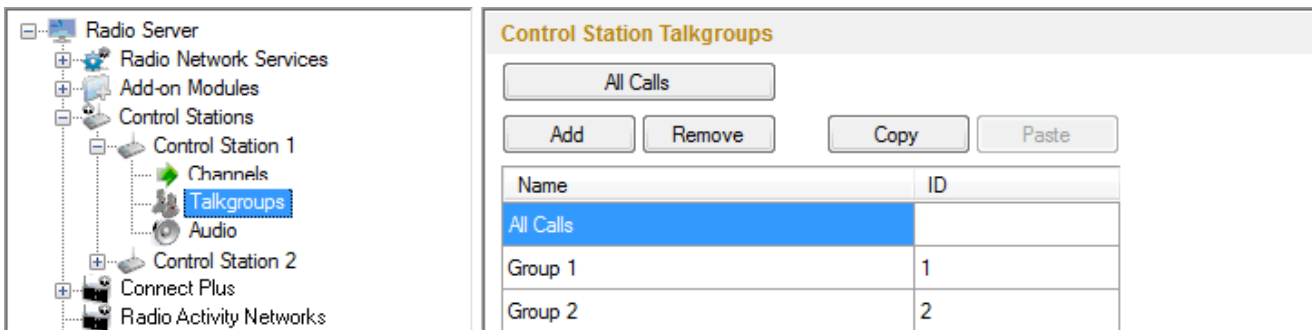 Radio Server
Radio Network Services
Add-on Modules
Control Stations
Control Station 1
Channels
Talkgroups
Audio
Control Station 2
Connect Plus
Radio Activity Networks
Control Station Talkgroups
All Calls
Add Remove Copy Paste
Name ID
All Calls
Group 1 1
Group 2 2